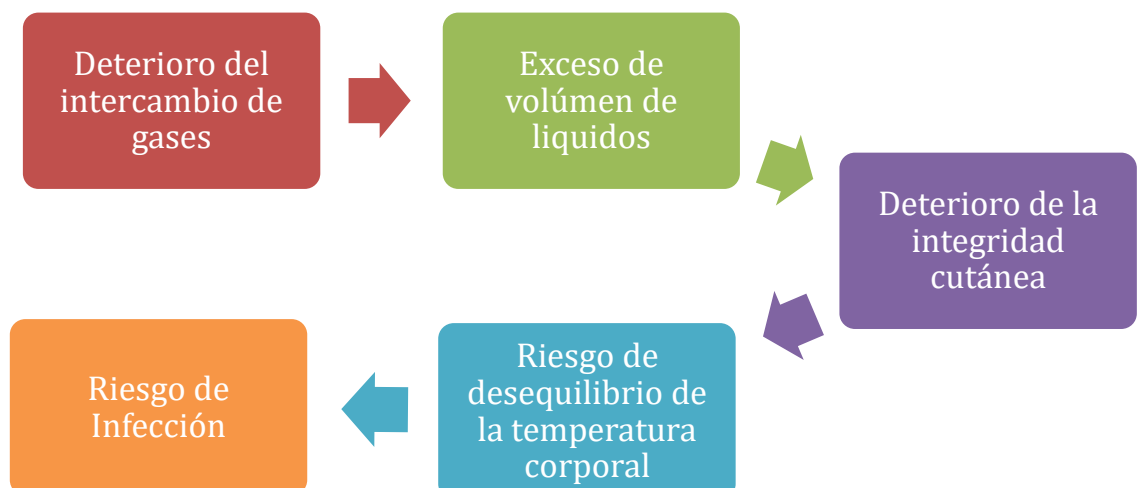 Deterioro del
intercambio de
gases
Exceso de
volúmen de
liquidos
Deterioro de la
integridad
cutánea
Riesgo de
desequilibrio de
la temperatura
corporal
Riesgo de
Infección